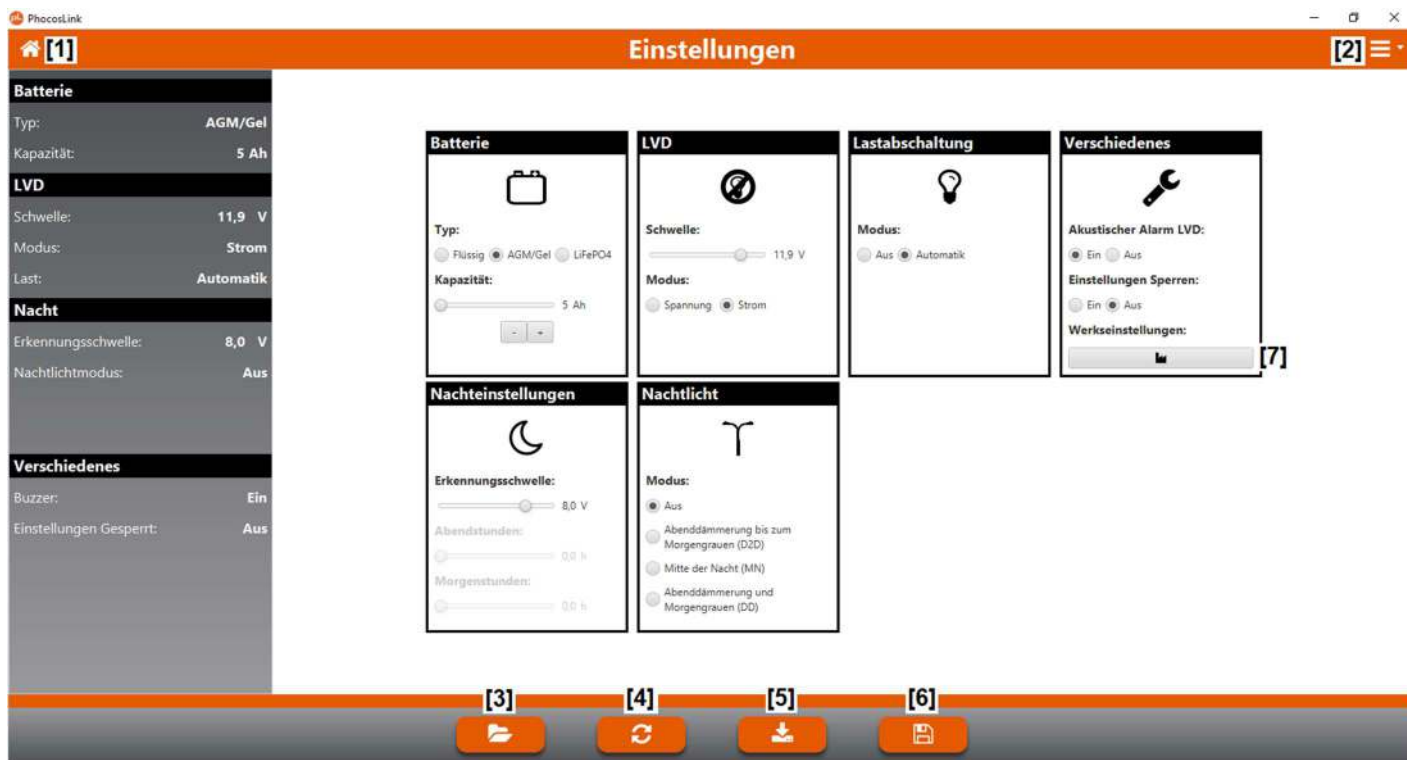 PhocosLink
[1]
Einstellungen
[2]
Batterie
Typ: AGM/Gel
Kapazität: 5 Ah
LVD
Schwelle: 11,9 V
Modus: Strom
Last: Automatik
Nacht
Erkennungsschwelle: 8,0 V
Nachtlichtmodus: Aus
Verschiedenes
Buzzer: Ein
Einstellungen Gesperrt: Aus
Batterie
Typ:
Flüssig AGM/Gel LiFePO4
Kapazität:
5 Ah
- +
LVD
Schwelle:
11,9 V
Modus:
Spannung Strom
Lastabschaltung
Modus:
Aus Automatik
Verschiedenes
Akustischer Alarm LVD:
Ein Aus
Einstellungen Sperren:
Ein Aus
Werkseinstellungen:
[7]
Nachteinstellungen
Erkennungsschwelle:
8,0 V
Abendstunden:
0,0 h
Morgenstunden:
0,0 h
Nachtlicht
Modus:
Aus
Abenddämmerung bis zum
Morgengrauen (D2D)
Mitte der Nacht (MN)
Abenddämmerung und
Morgengrauen (DD)
[3] [4] [5] [6]